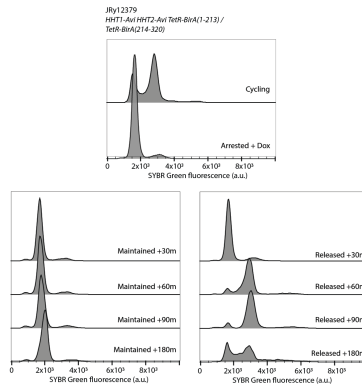 JRy12379
HHT1-Avi HHT2-Avi TetR-BirA(1-213) /
TetR-BirA(214-320)
Cycling
Arrested + Dox
0 2x10³ 4x10³ 6x10³ 8x10³
SYBR Green fluorescence (a.u.)
Maintained +30m
Maintained +60m
Maintained +90m
Maintained +180m
0 2x10³ 4x10³ 6x10³ 8x10³
SYBR Green fluorescence (a.u.)
Released +30m
Released +60m
Released +90m
Released +180m
0 2x10³ 4x10³ 6x10³ 8x10³
SYBR Green fluorescence (a.u.)